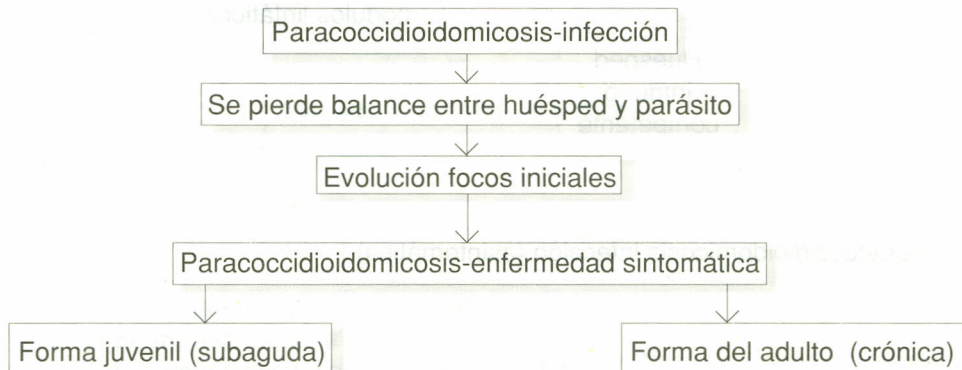 Paracoccidioidomicosis-infección
Se pierde balance entre huésped y parásito
Evolución focos iniciales
Paracoccidioidomicosis-enfermedad sintomática
Forma juvenil (subaguda)
Forma del adulto (crónica)